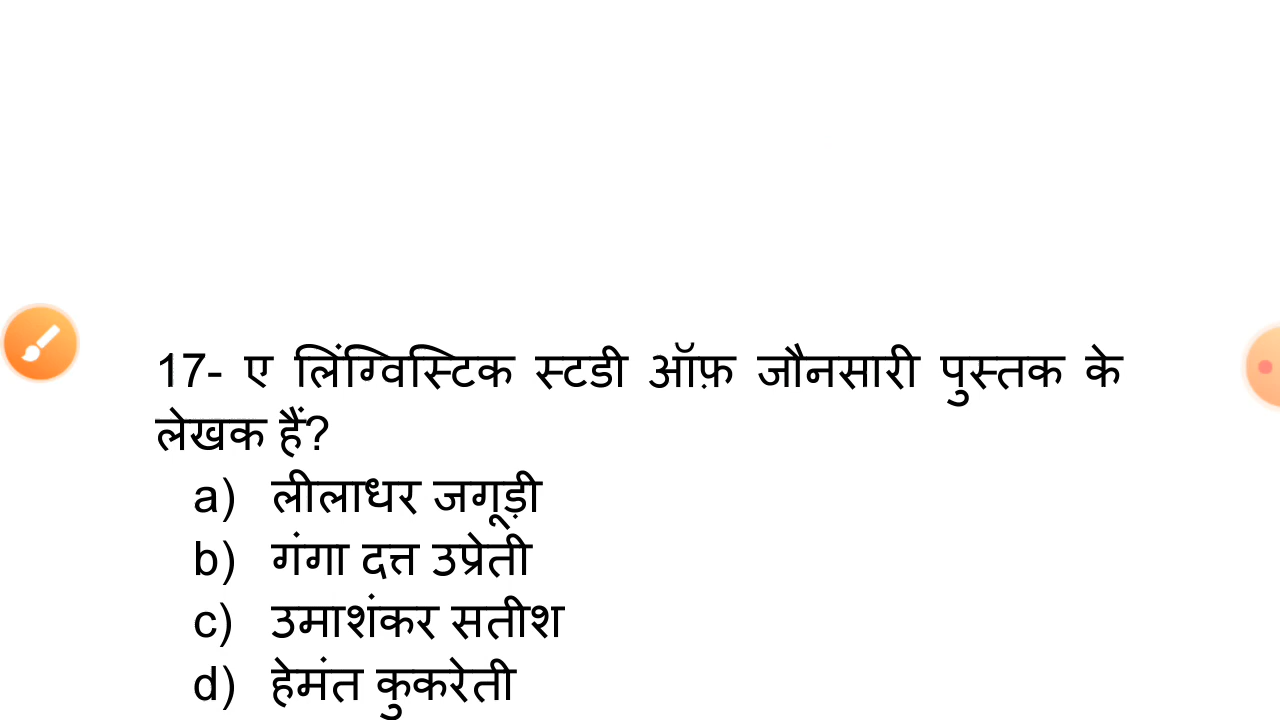 17- ए लिंग्विस्टिक स्टडी ऑफ़ जौनसारी पुस्तक के
लेखक हैं?
a) लीलाधर जगूड़ी
b) गंगा दत्त उप्रेती
c) उमाशंकर सतीश
d) हेमंत कुकरेती